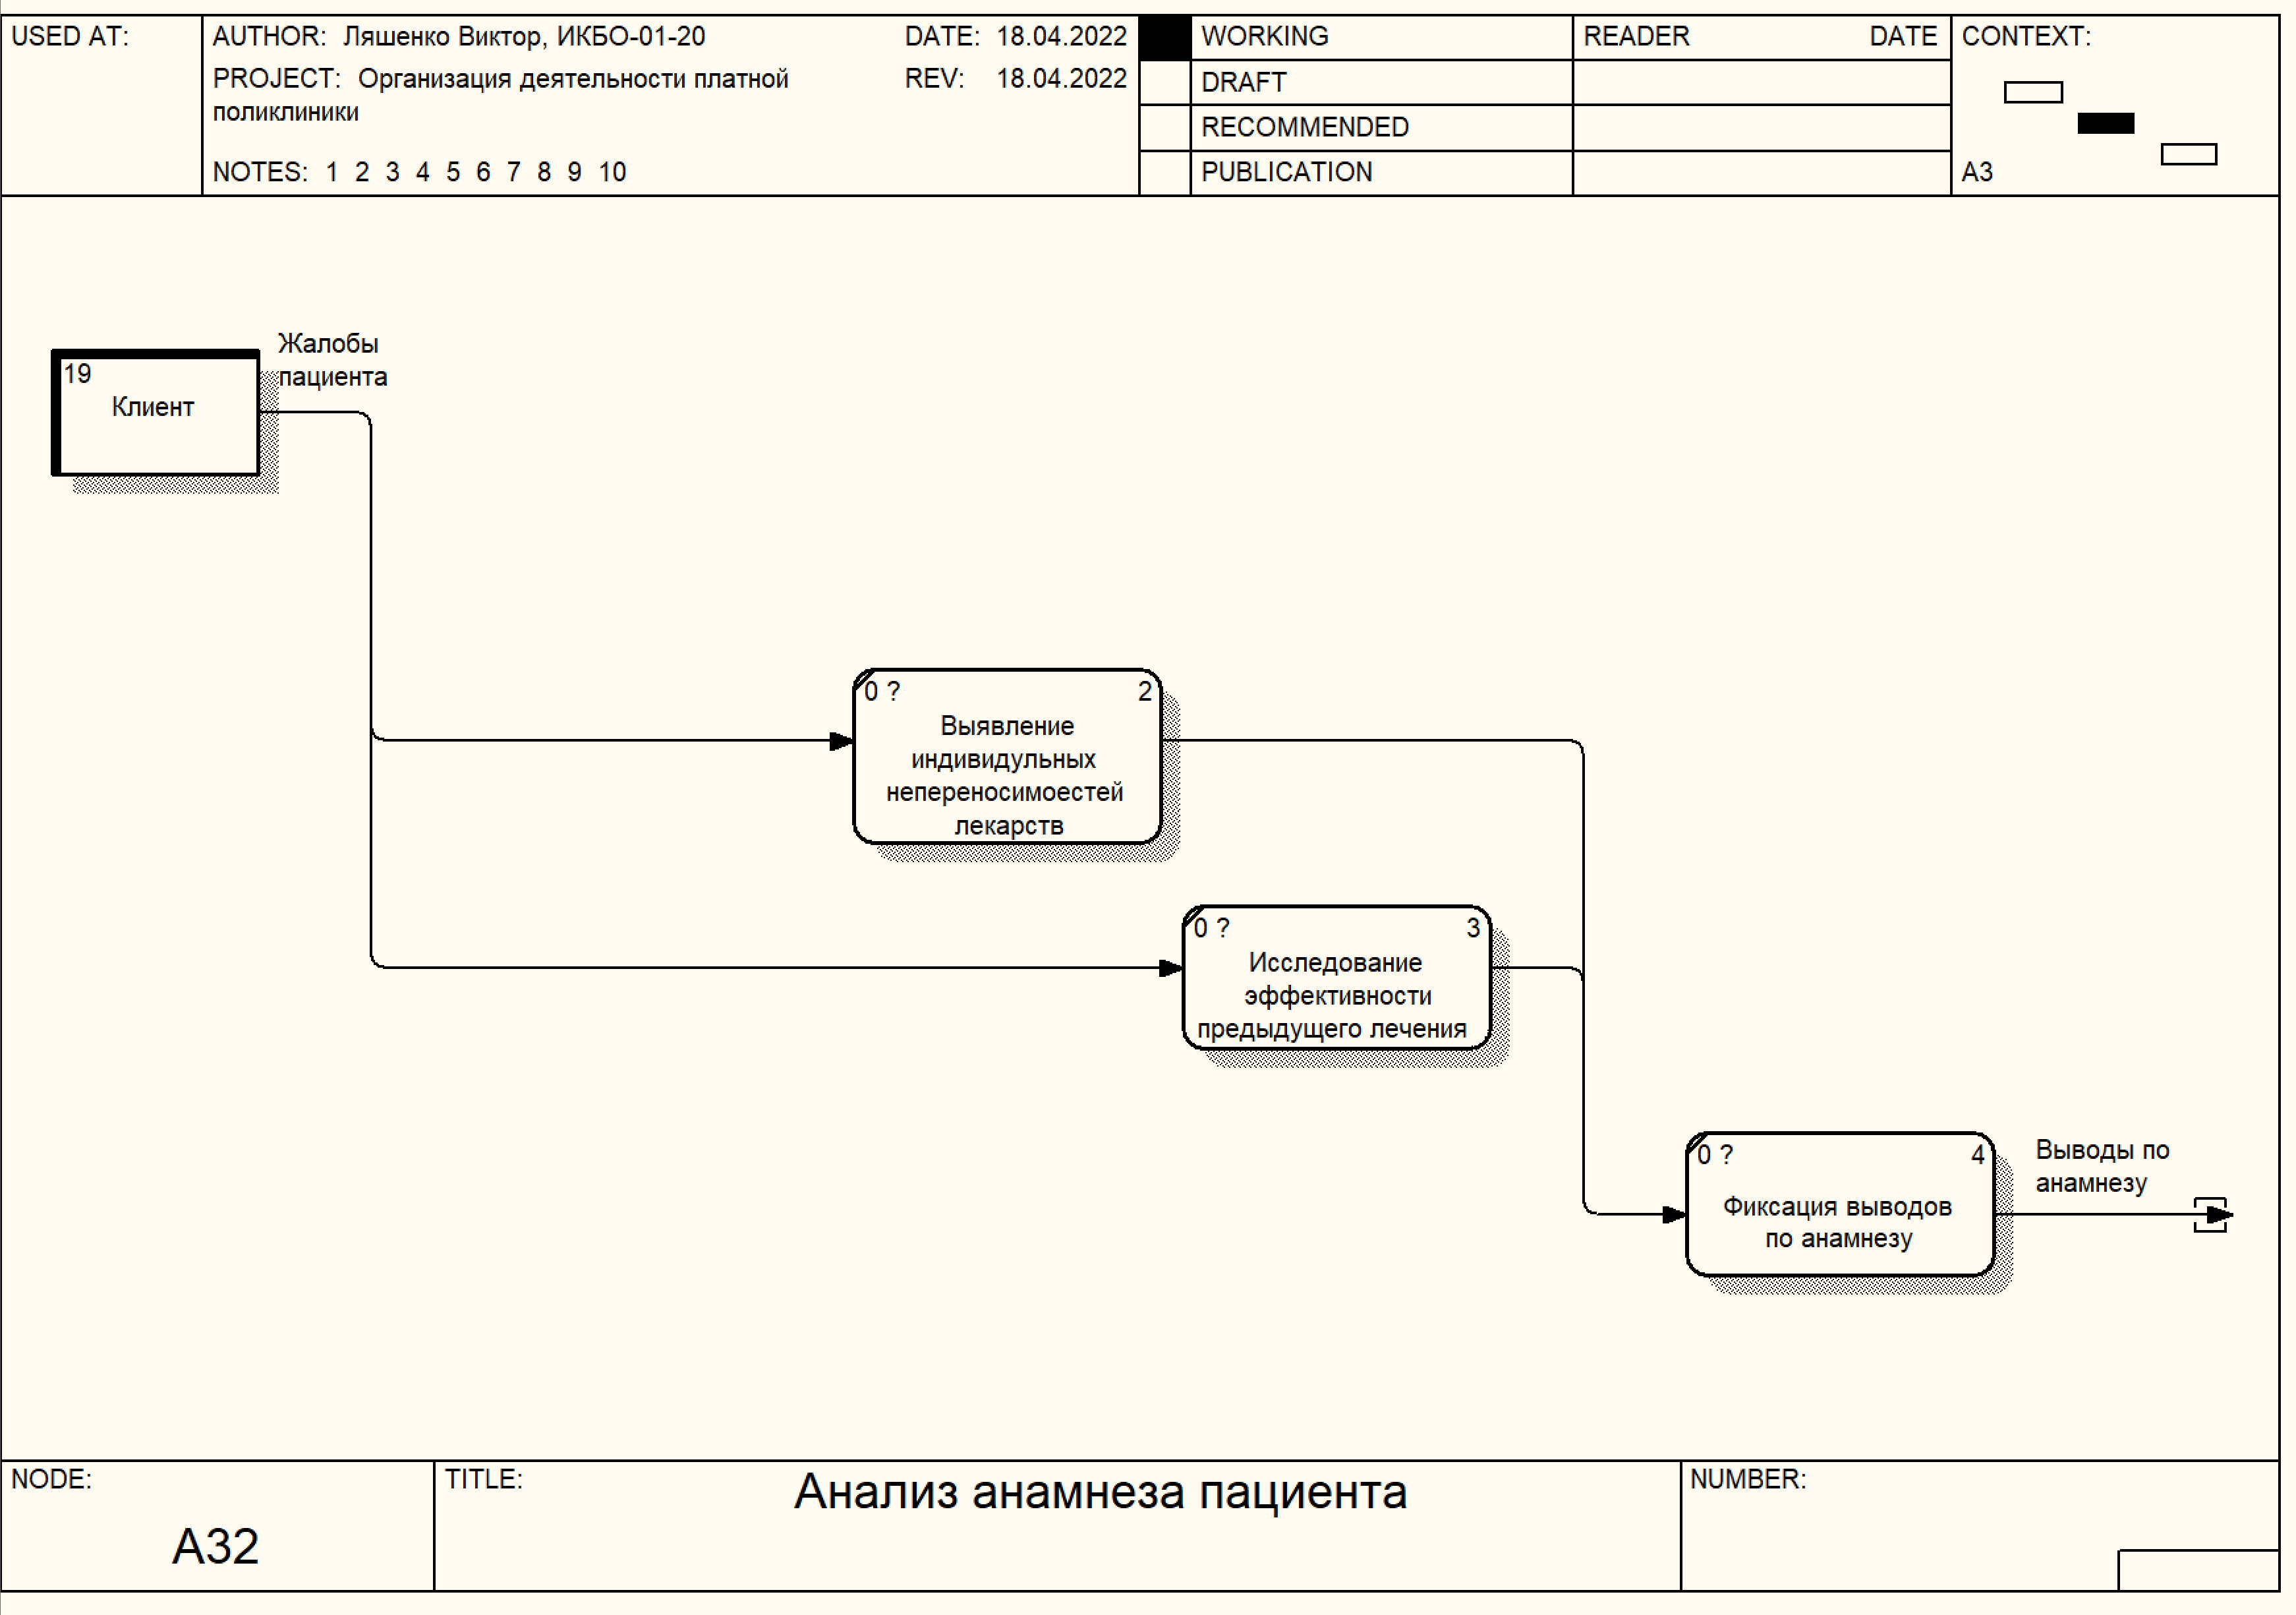 USED AT:
AUTHOR: Ляшенко Виктор, ИКБО-01-20
DATE: 18.04.2022
PROJECT: Организация деятельности платной
поликлиники
REV: 18.04.2022
NOTES: 1 2 3 4 5 6 7 8 9 10
WORKING
DRAFT
RECOMMENDED
PUBLICATION
READER DATE
CONTEXT:
A3
19
Клиент
Жалобы
пациента
0 ? 2
Выявление
индивидульных
непереносимоестей
лекарств
0 ? 3
Исследование
эффективности
предыдущего лечения
0 ? 4
Фиксация выводов
по анамнезу
Выводы по
анамнезу
NODE:
A32
TITLE:
Анализ анамнеза пациента
NUMBER: